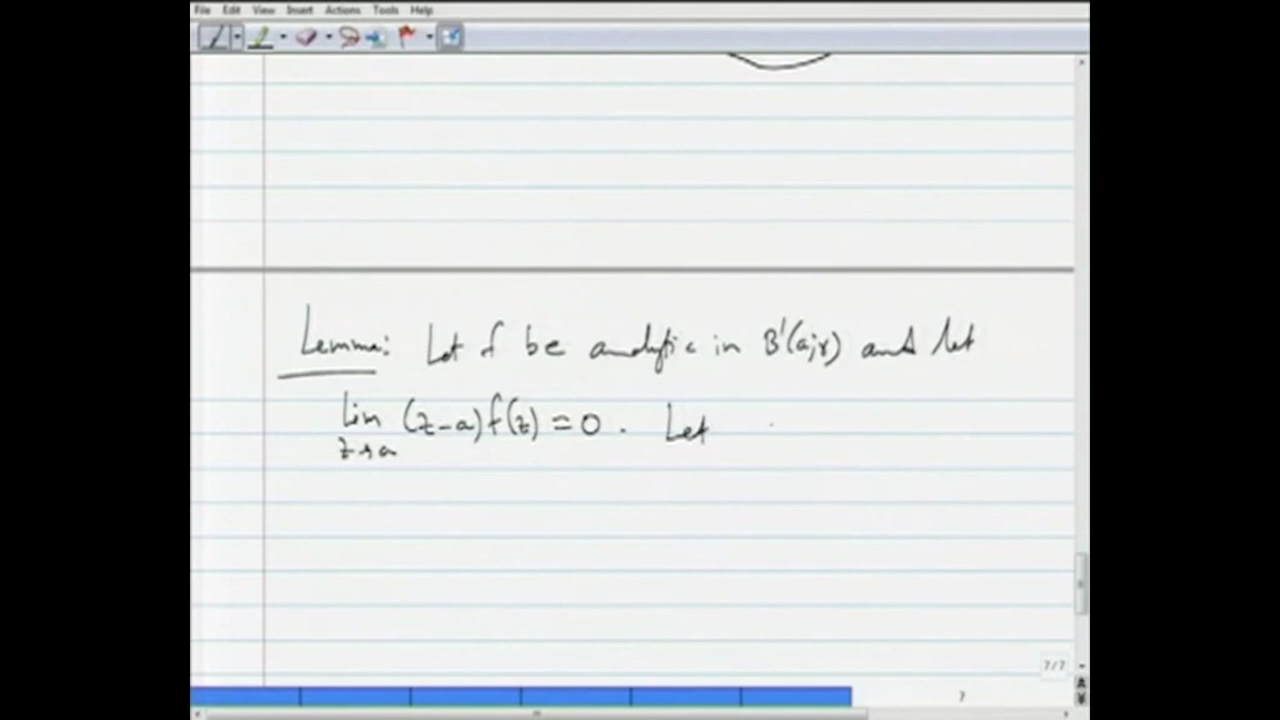 File Edit View Insert Actions Tools Help
Lemma: Let f be analytic in B'(a;r) and let
lim (z-a)f(z) = 0 . Let
z→a
7/7
7